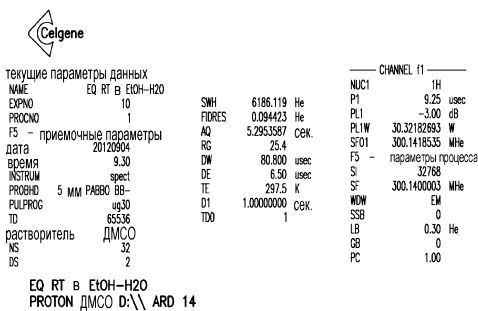 Celgene
текущие параметры данных
NAME EQ RT в EtOH-H2O
EXPNO 10
PROCNO 1
F5 - приемочные параметры
дата 20120904
время 9.30
INSTRUM spect
PROBHD 5 мм PABBO BB-
PULPROG ug30
TD 65536
растворитель ДМСО
NS 32
DS 2
SWH 6186.119 Не
FIDRES 0.094423 Не
AQ 5.2953587 сек.
RG 25.4
DW 80.800 usec
DE 6.50 usec
TE 297.5 K
D1 1.00000000 сек.
TD0 1
CHANNEL f1
NUC1 1H
P1 9.25 usec
PL1 -3.00 dB
PL1W 30.32182693 W
SFO1 300.1418535 MHe
F5 - параметры процесса
SI 32768
SF 300.1400003 MHe
WDW EM
SSB 0
LB 0.30 Не
GB 0
PC 1.00
EQ RT в EtOH-H2O
PROTON ДМСО D:\\ ARD 14